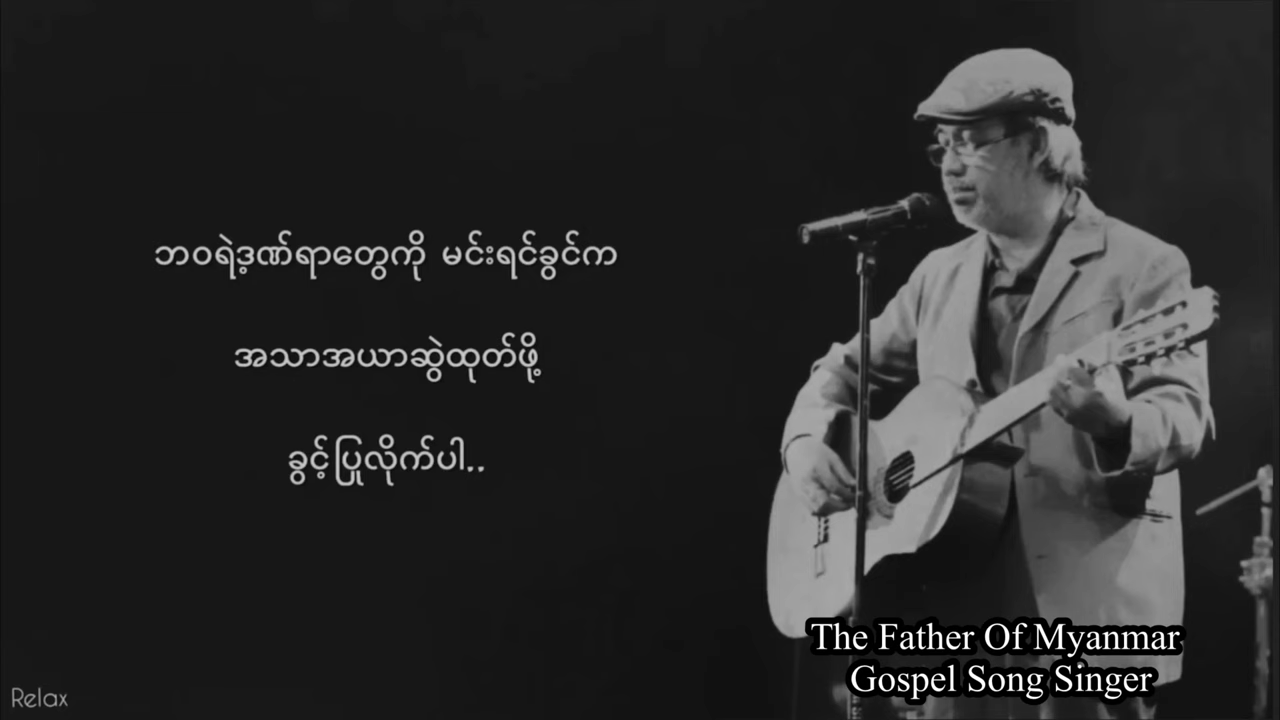 ဘဝရဲ့ဒဏ်ရာတွေကို မင်းရင်ခွင်က
အသာအယာဆွဲထုတ်ဖို့
ခွင့်ပြုလိုက်ပါ..
The Father Of Myanmar
Gospel Song Singer
Relax